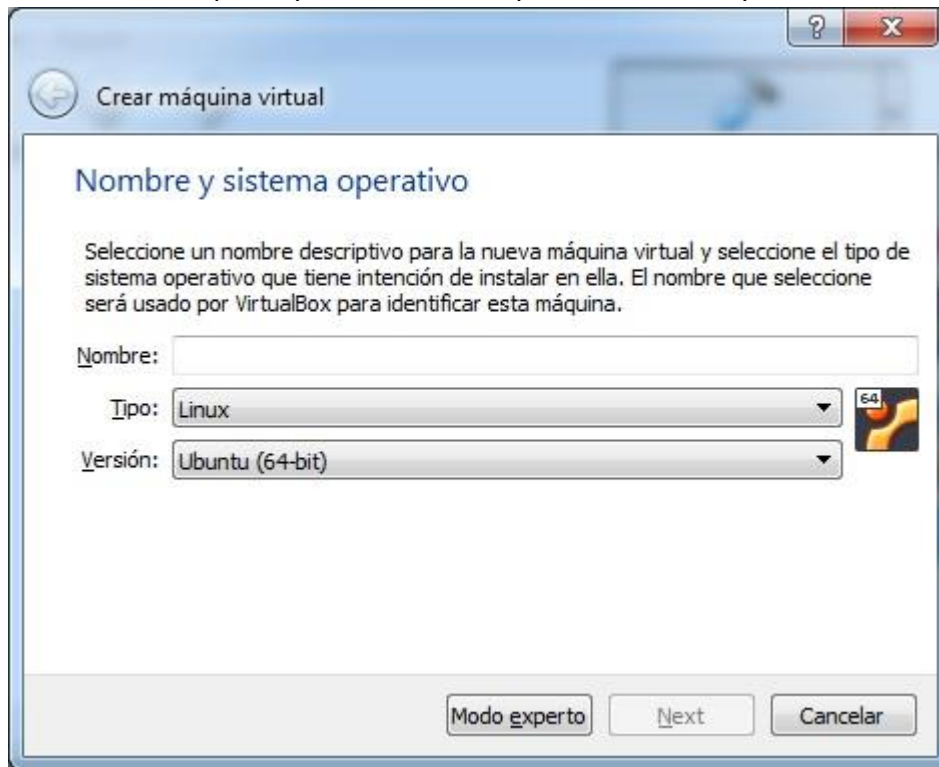 ?
X
Crear máquina virtual
Nombre y sistema operativo
Seleccione un nombre descriptivo para la nueva máquina virtual y seleccione el tipo de
sistema operativo que tiene intención de instalar en ella. El nombre que seleccione
será usado por VirtualBox para identificar esta máquina.
Nombre:
Tipo: Linux
64
Versión: Ubuntu (64-bit)
Modo experto Next Cancelar